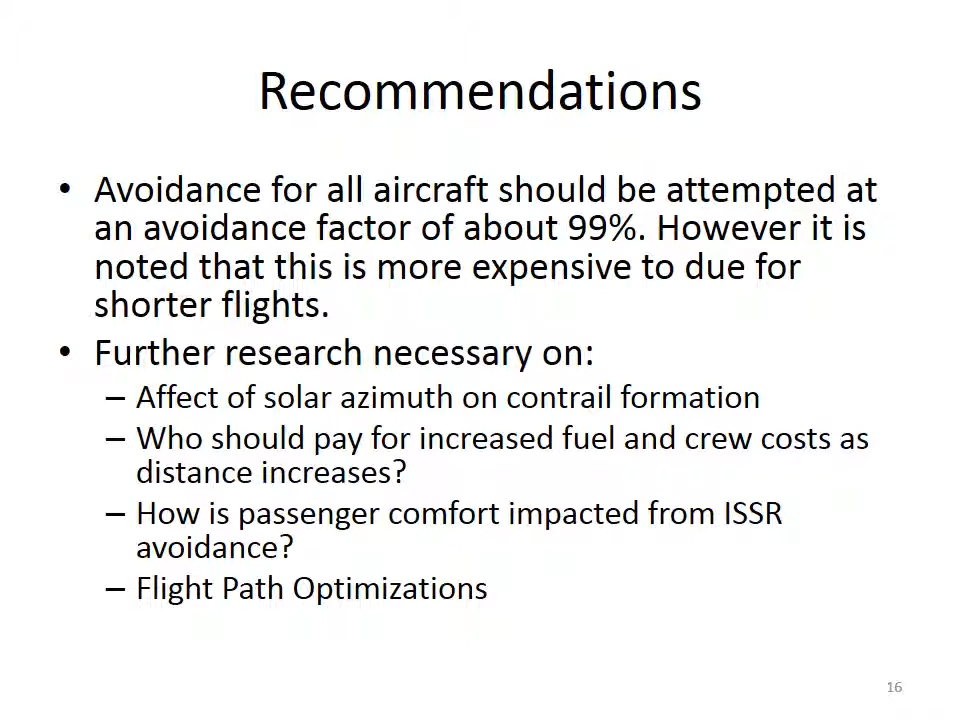 Recommendations
• Avoidance for all aircraft should be attempted at
an avoidance factor of about 99%. However it is
noted that this is more expensive to due for
shorter flights.
• Further research necessary on:
– Affect of solar azimuth on contrail formation
– Who should pay for increased fuel and crew costs as
distance increases?
– How is passenger comfort impacted from ISSR
avoidance?
– Flight Path Optimizations
16